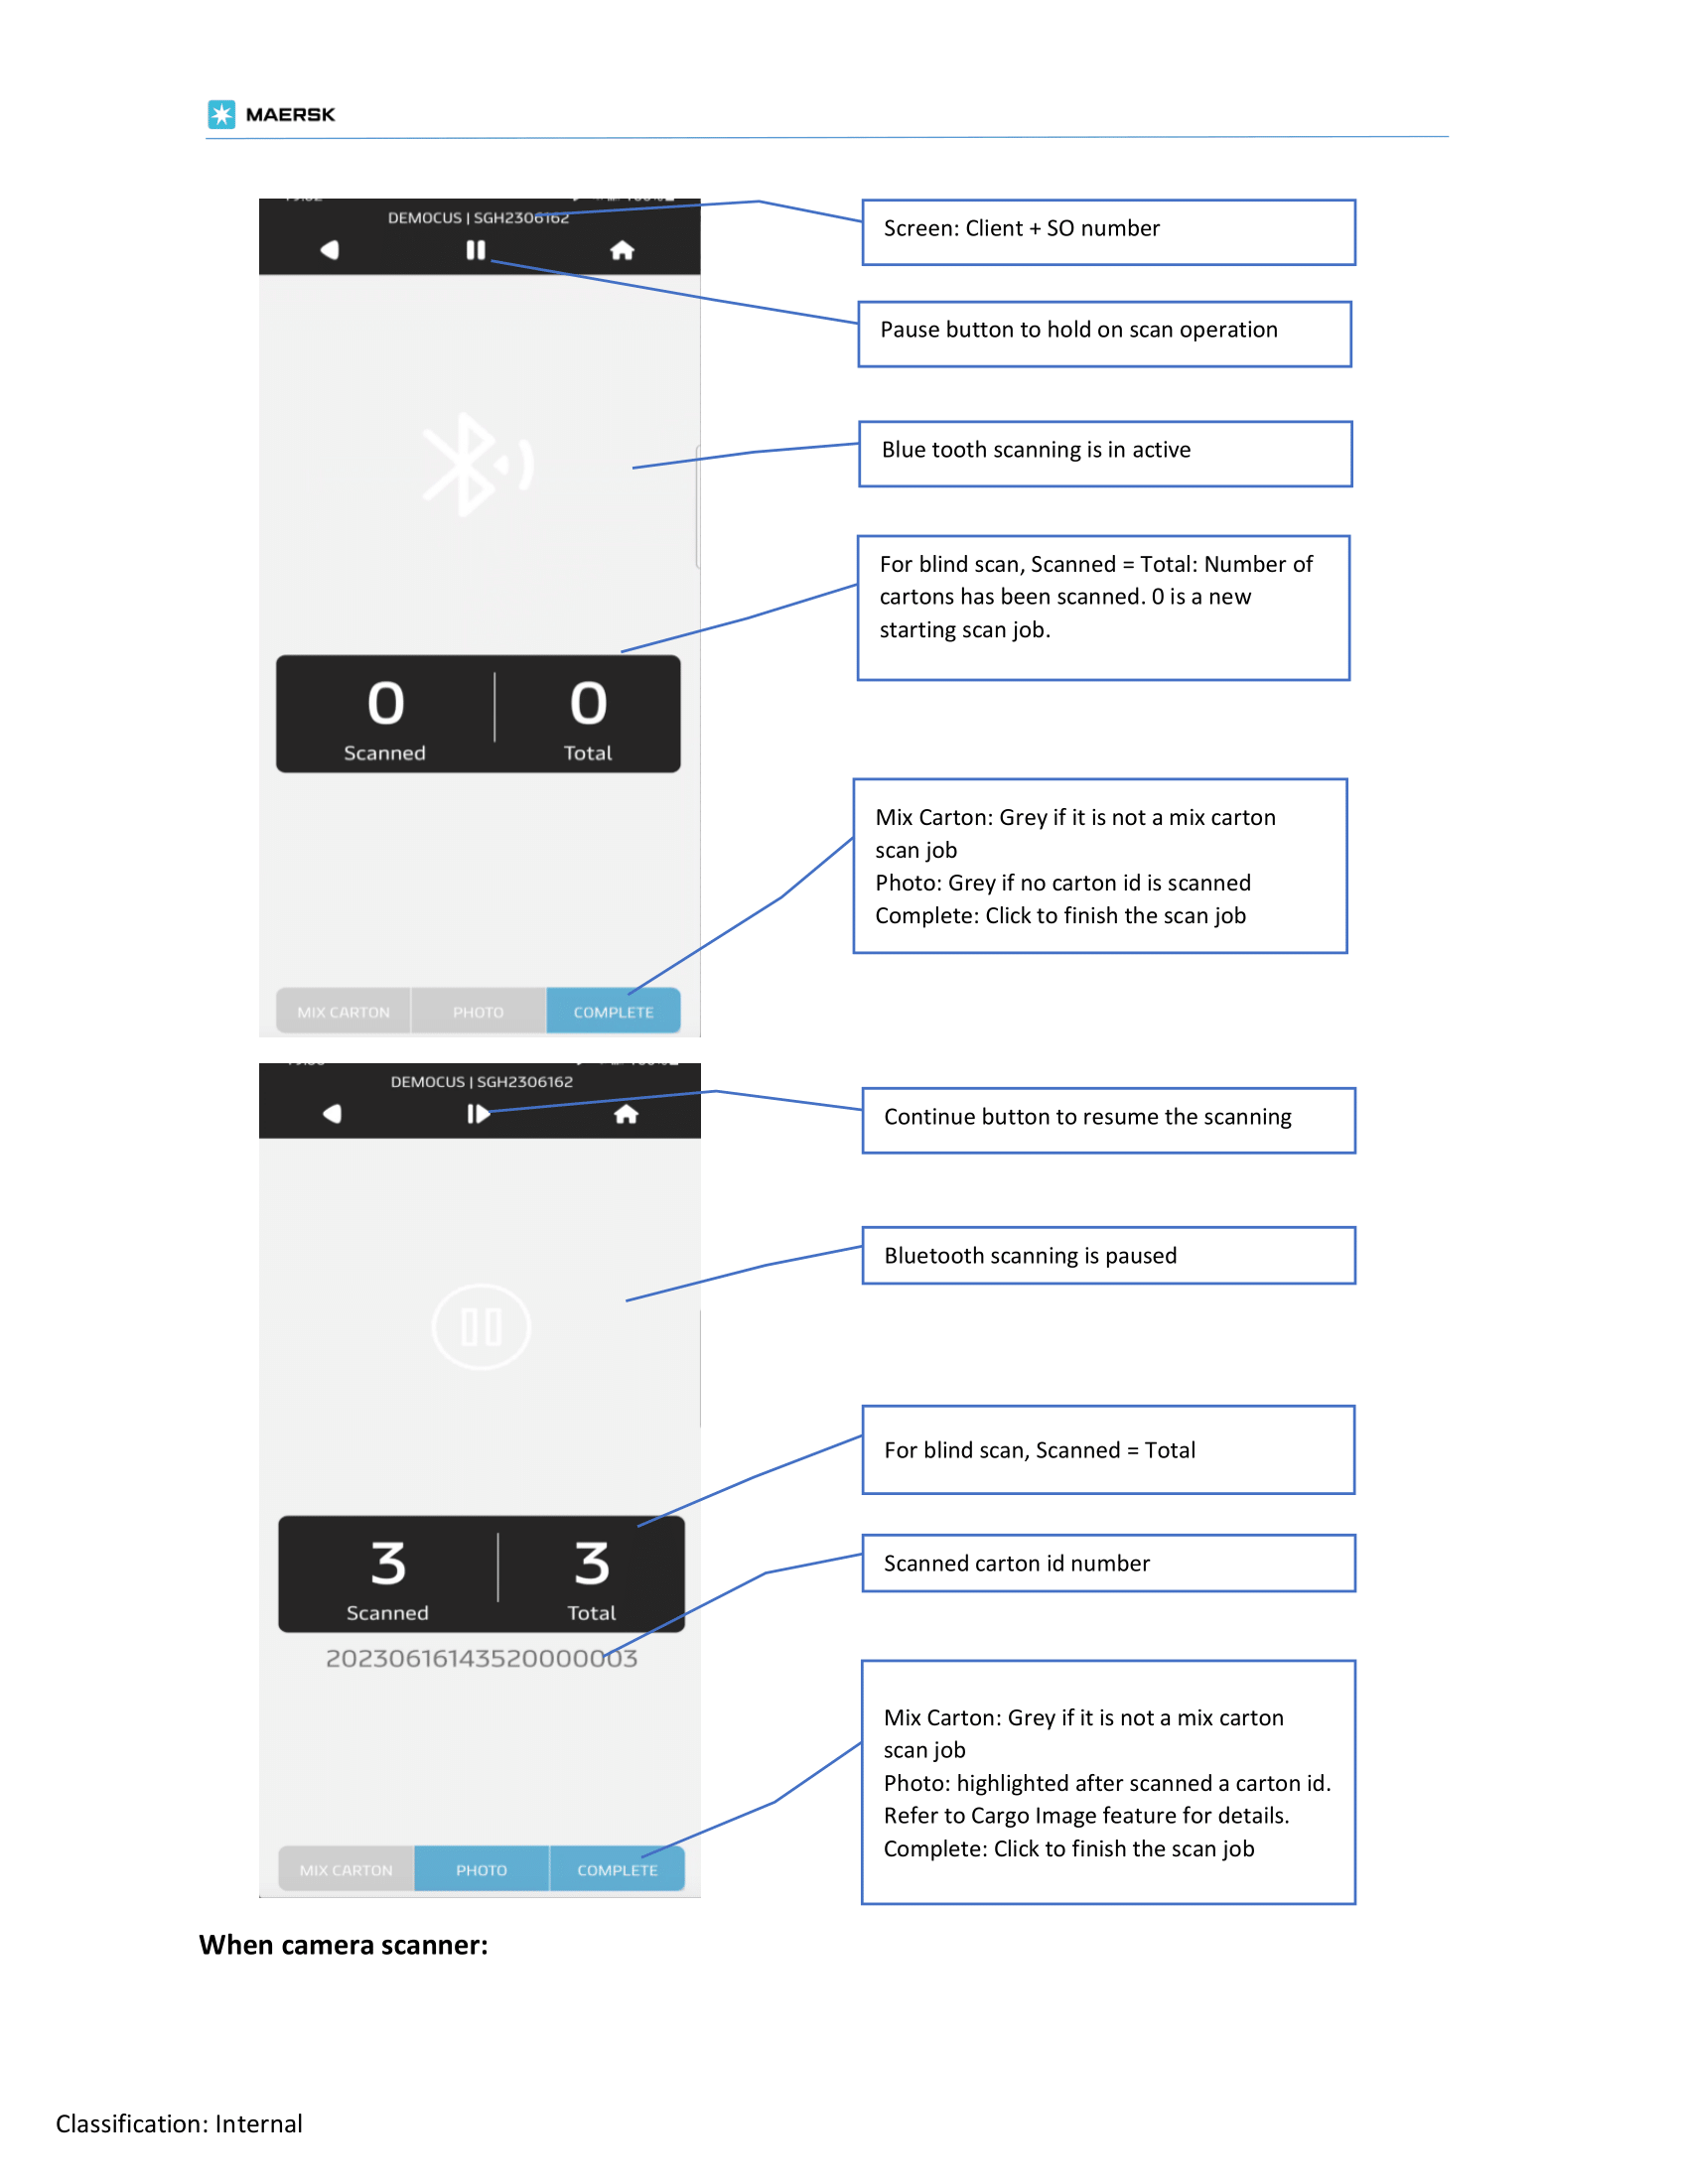 MAERSK
DEMOCUS | SGH2306162
Screen: Client + SO number
Pause button to hold on scan operation
Blue tooth scanning is in active
For blind scan, Scanned = Total: Number of
cartons has been scanned. 0 is a new
starting scan job.
0
0
Scanned
Total
Mix Carton: Grey if it is not a mix carton
scan job
Photo: Grey if no carton id is scanned
Complete: Click to finish the scan job
MIX CARTON
PHOTO
COMPLETE
DEMOCUS | SGH2306162
Continue button to resume the scanning
Bluetooth scanning is paused
For blind scan, Scanned = Total
3
3
Scanned
Total
Scanned carton id number
20230616143520000003
Mix Carton: Grey if it is not a mix carton
scan job
Photo: highlighted after scanned a carton id.
Refer to Cargo Image feature for details.
Complete: Click to finish the scan job
MIX CARTON
PHOTO
COMPLETE
When camera scanner:
Classification: Internal